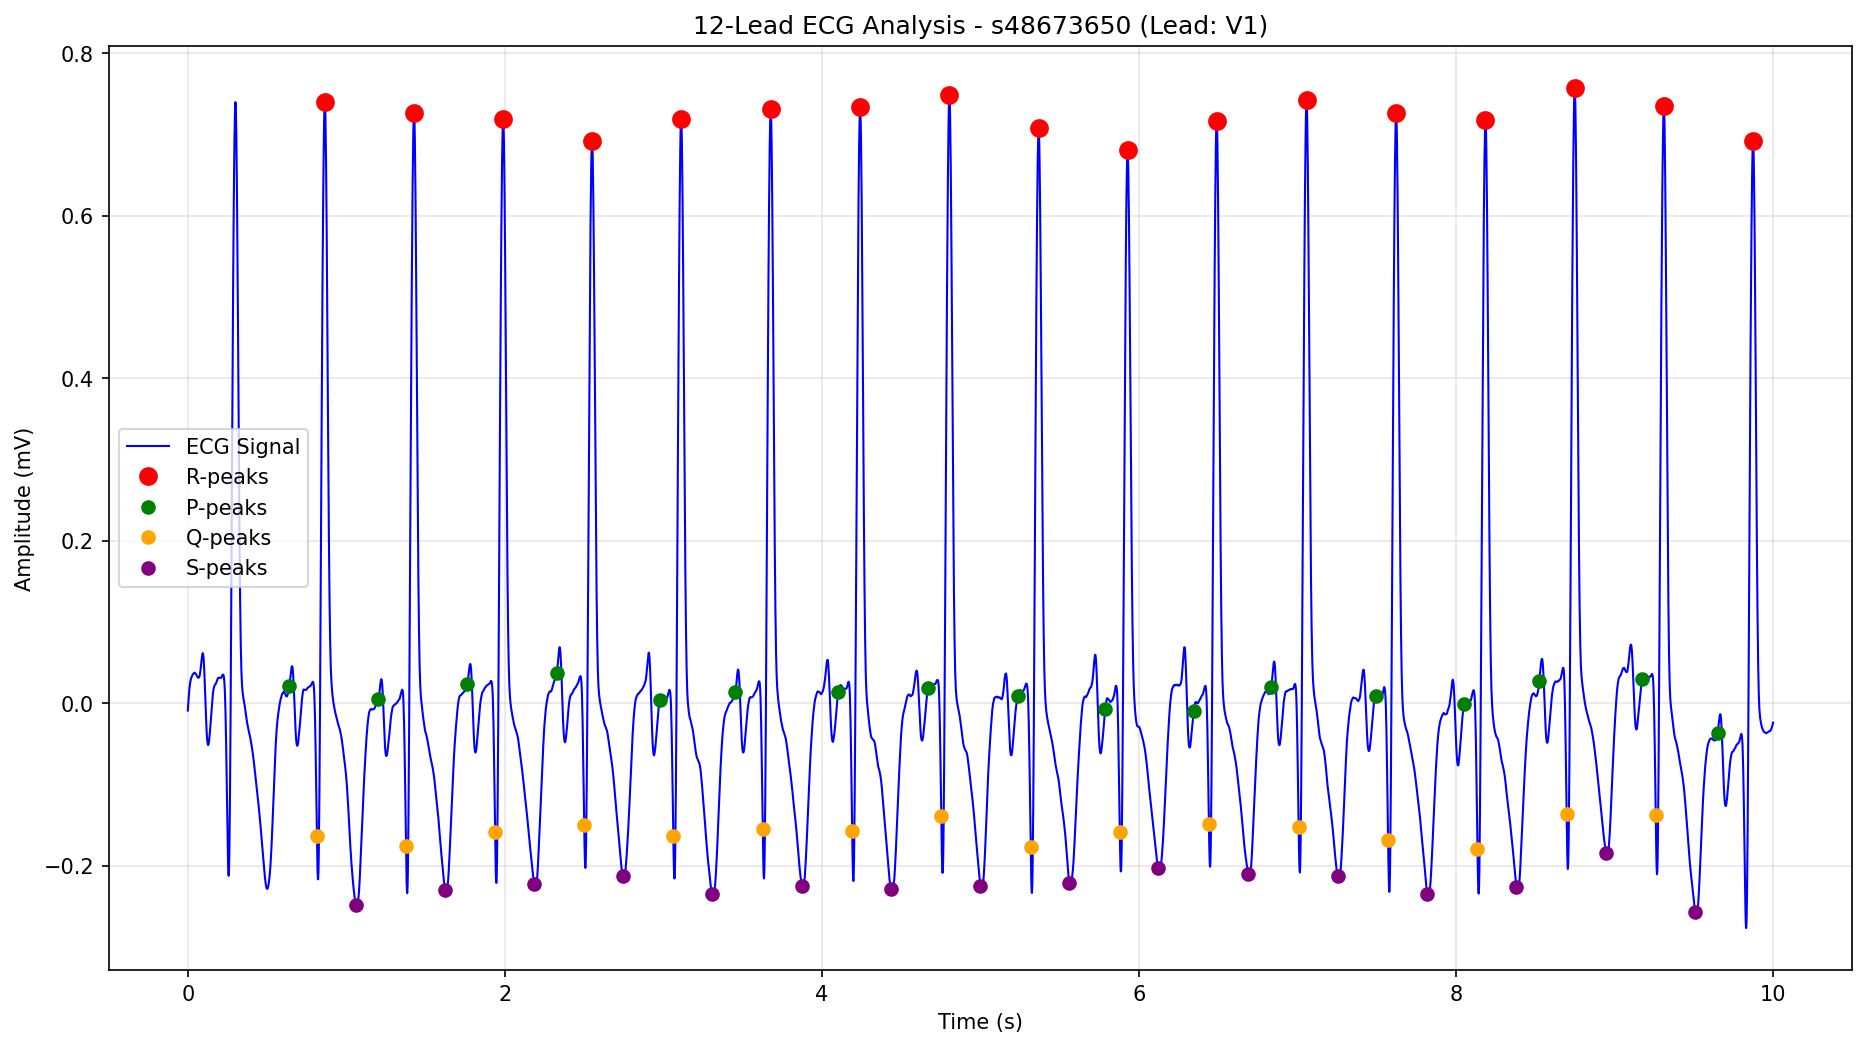 12-Lead ECG Analysis - s48673650 (Lead: V1)
0.8
0.6
0.4
0.2
0.0
−0.2
Amplitude (mV)
ECG Signal
R-peaks
P-peaks
Q-peaks
S-peaks
0 2 4 6 8 10
Time (s)